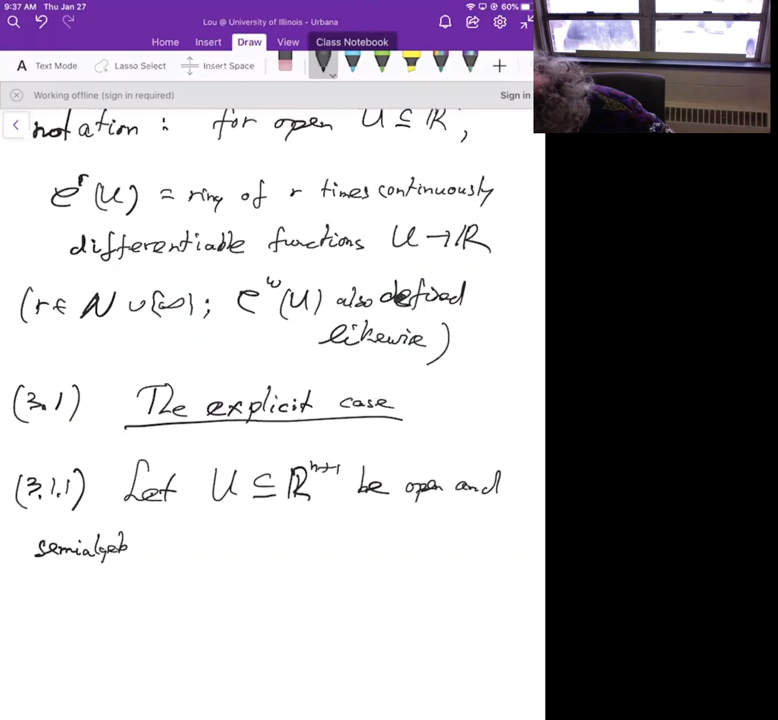 9:37 AM Thu Jan 27
60%
Lou @ University of Illinois - Urbana
Home Insert Draw View Class Notebook
A Text Mode Lasso Select Insert Space
Working offline (sign in required) Sign in
notation : for open U ⊆ ℝ,
C^r(U) = ring of r times continuously
differentiable functions U → ℝ
(r ∈ N ∪ {∞}; C^ω(U) also defined
likewise)
(3.1) The explicit case
(3.1.1) Let U ⊆ ℝ^{n+1} be open and
semialgeb